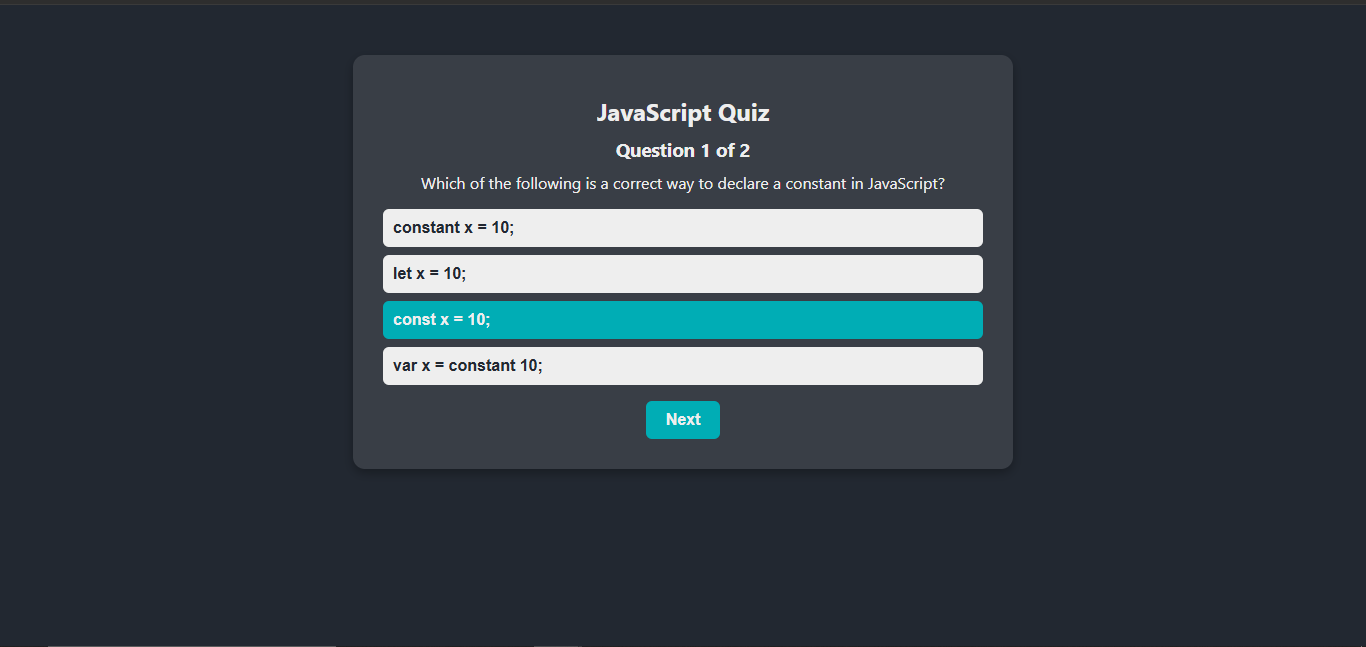 JavaScript Quiz
Question 1 of 2
Which of the following is a correct way to declare a constant in JavaScript?
constant x = 10;
let x = 10;
const x = 10;
var x = constant 10;
Next